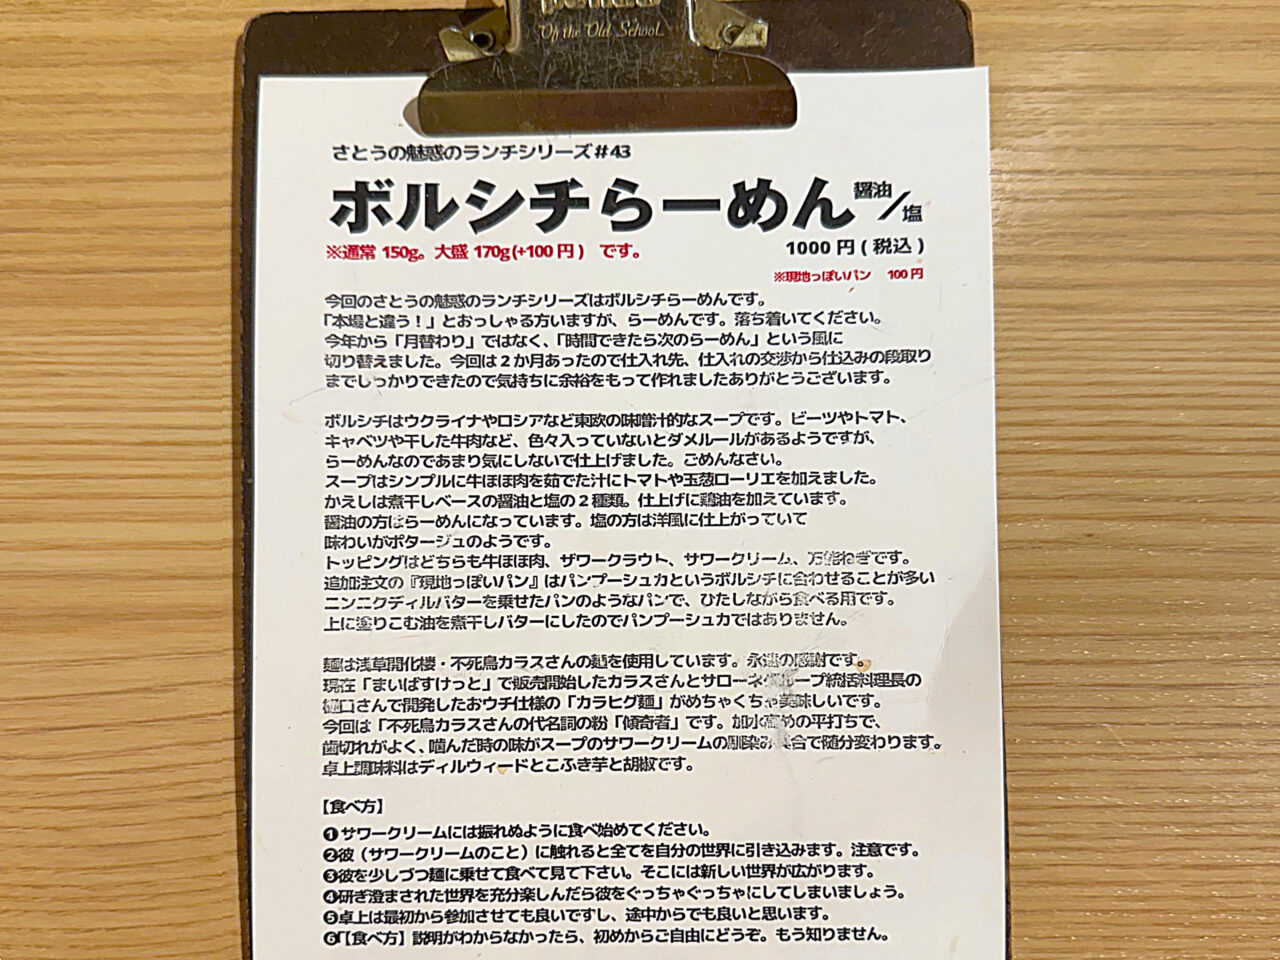 Of the Old School
さとうの魅惑のランチシリーズ#43
ボルシチらーめん 醤油/塩
※通常 150g。大盛 170g(+100 円) です。 1000 円 ( 税込 )
※現地っぽいパン 100 円
今回のさとうの魅惑のランチシリーズはボルシチらーめんです。
「本場と違う！」とおっしゃる方いますが、らーめんです。落ち着いてください。
今年から「月替わり」ではなく、「時間できたら次のらーめん」という風に
切り替えました。今回は２か月あったので仕入れ先、仕入れの交渉から仕込みの段取り
までしっかりできたので気持ちに余裕をもって作れましたありがとうございます。
ボルシチはウクライナやロシアなど東欧の味噌汁的なスープです。ビーツやトマト、
キャベツや干した牛肉など、色々入っていないとダメルールがあるようですが、
らーめんなのであまり気にしないで仕上げました。ごめんなさい。
スープはシンプルに牛ほほ肉を茹でた汁にトマトや玉葱ローリエを加えました。
かえしは煮干しベースの醤油と塩の２種類。仕上げに鶏油を加えています。
醤油の方はらーめんになっています。塩の方は洋風に仕上がっていて
味わいがポタージュのようです。
トッピングはどちらも牛ほほ肉、ザワークラウト、サワークリーム、万能ねぎです。
追加注文の『現地っぽいパン』はパンプーシュカというボルシチに合わせることが多い
ニンニクディルバターを乗せたパンのようなパンで、ひたしながら食べる用です。
上に塗りこむ油を煮干しバターにしたのでパンプーシュカではありません。
麺は浅草開化楼・不死鳥カラスさんの麺を使用しています。永遠の感謝です。
現在「まいばすけっと」で販売開始したカラスさんとサローネグループ統括料理長の
樋口さんで開発したおウチ仕様の「カラヒグ麺」がめちゃくちゃ美味しいです。
今回は「不死鳥カラスさんの代名詞の粉「傾奇者」です。加水高めの平打ちで、
歯切れがよく、噛んだ時の味がスープのサワークリームの馴染み具合で随分変わります。
卓上調味料はディルウィードとこふき芋と胡椒です。
【食べ方】
❶サワークリームには振れぬように食べ始めてください。
❷彼（サワークリームのこと）に触れると全てを自分の世界に引き込みます。注意です。
❸彼を少しづつ麺に乗せて食べて見て下さい。そこには新しい世界が広がります。
❹研ぎ澄まされた世界を充分楽しんだら彼をぐっちゃぐっちゃにしてしまいましょう。
❺卓上は最初から参加させても良いですし、途中からでも良いと思います。
❻「【食べ方】説明がわからなかったら、初めからご自由にどうぞ。もう知りません。